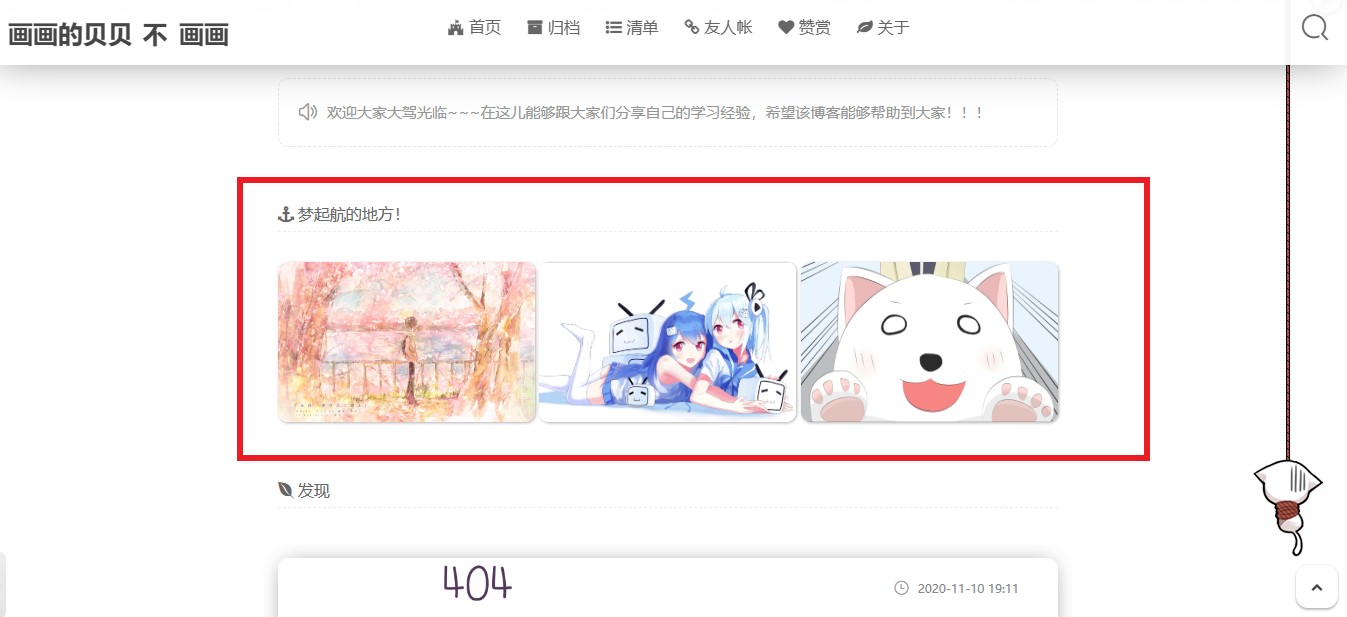 画画的贝贝 不 画画
首页 归档 清单 友人帐 赞赏 关于
欢迎大家大驾光临~~~在这儿能够跟大家们分享自己的学习经验，希望该博客能够帮助到大家！！！
梦起航的地方！
发现
404
2020-11-10 19:11